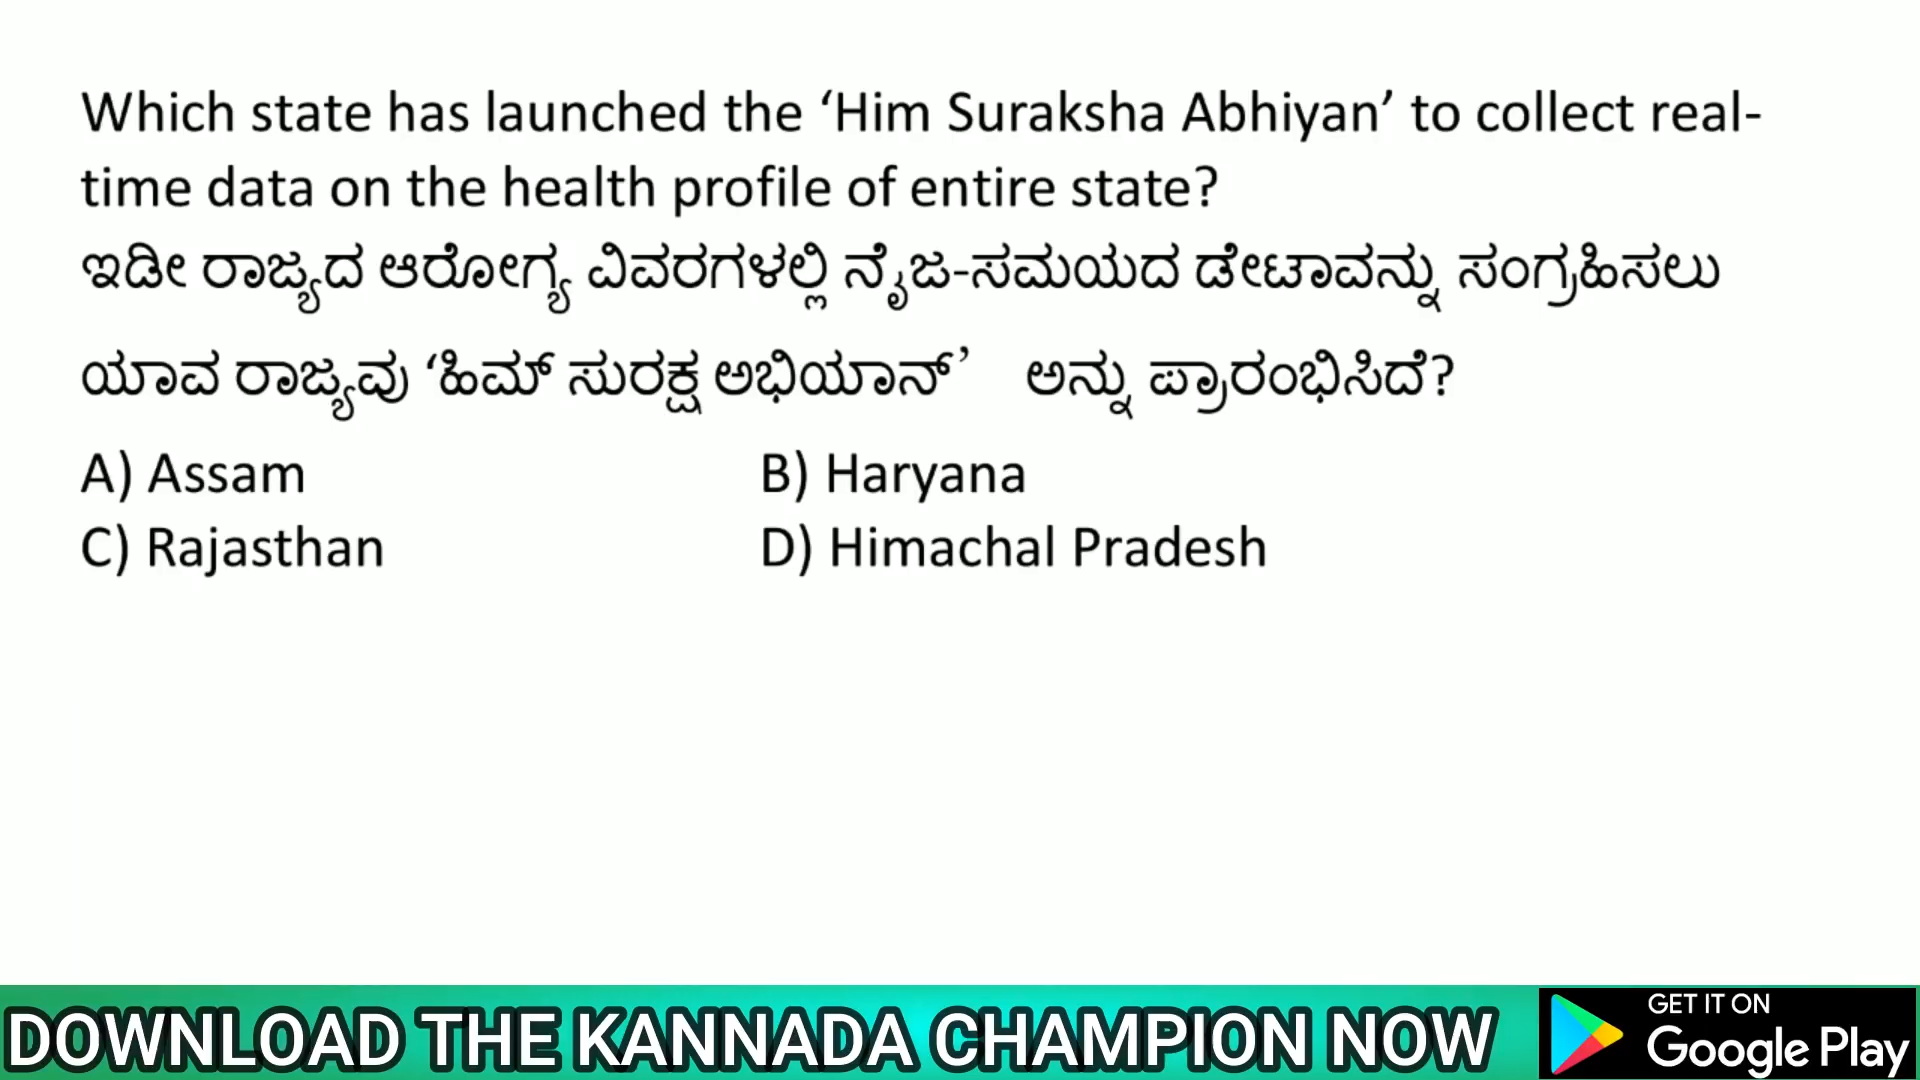 Which state has launched the ‘Him Suraksha Abhiyan’ to collect real-
time data on the health profile of entire state?
ಇಡೀ ರಾಜ್ಯದ ಆರೋಗ್ಯ ವಿವರಗಳಲ್ಲಿ ನೈಜ-ಸಮಯದ ಡೇಟಾವನ್ನು ಸಂಗ್ರಹಿಸಲು
ಯಾವ ರಾಜ್ಯವು ‘ಹಿಮ್ ಸುರಕ್ಷ ಅಭಿಯಾನ್’ ಅನ್ನು ಪ್ರಾರಂಭಿಸಿದೆ?
A) Assam B) Haryana
C) Rajasthan D) Himachal Pradesh
DOWNLOAD THE KANNADA CHAMPION NOW
GET IT ON
Google Play